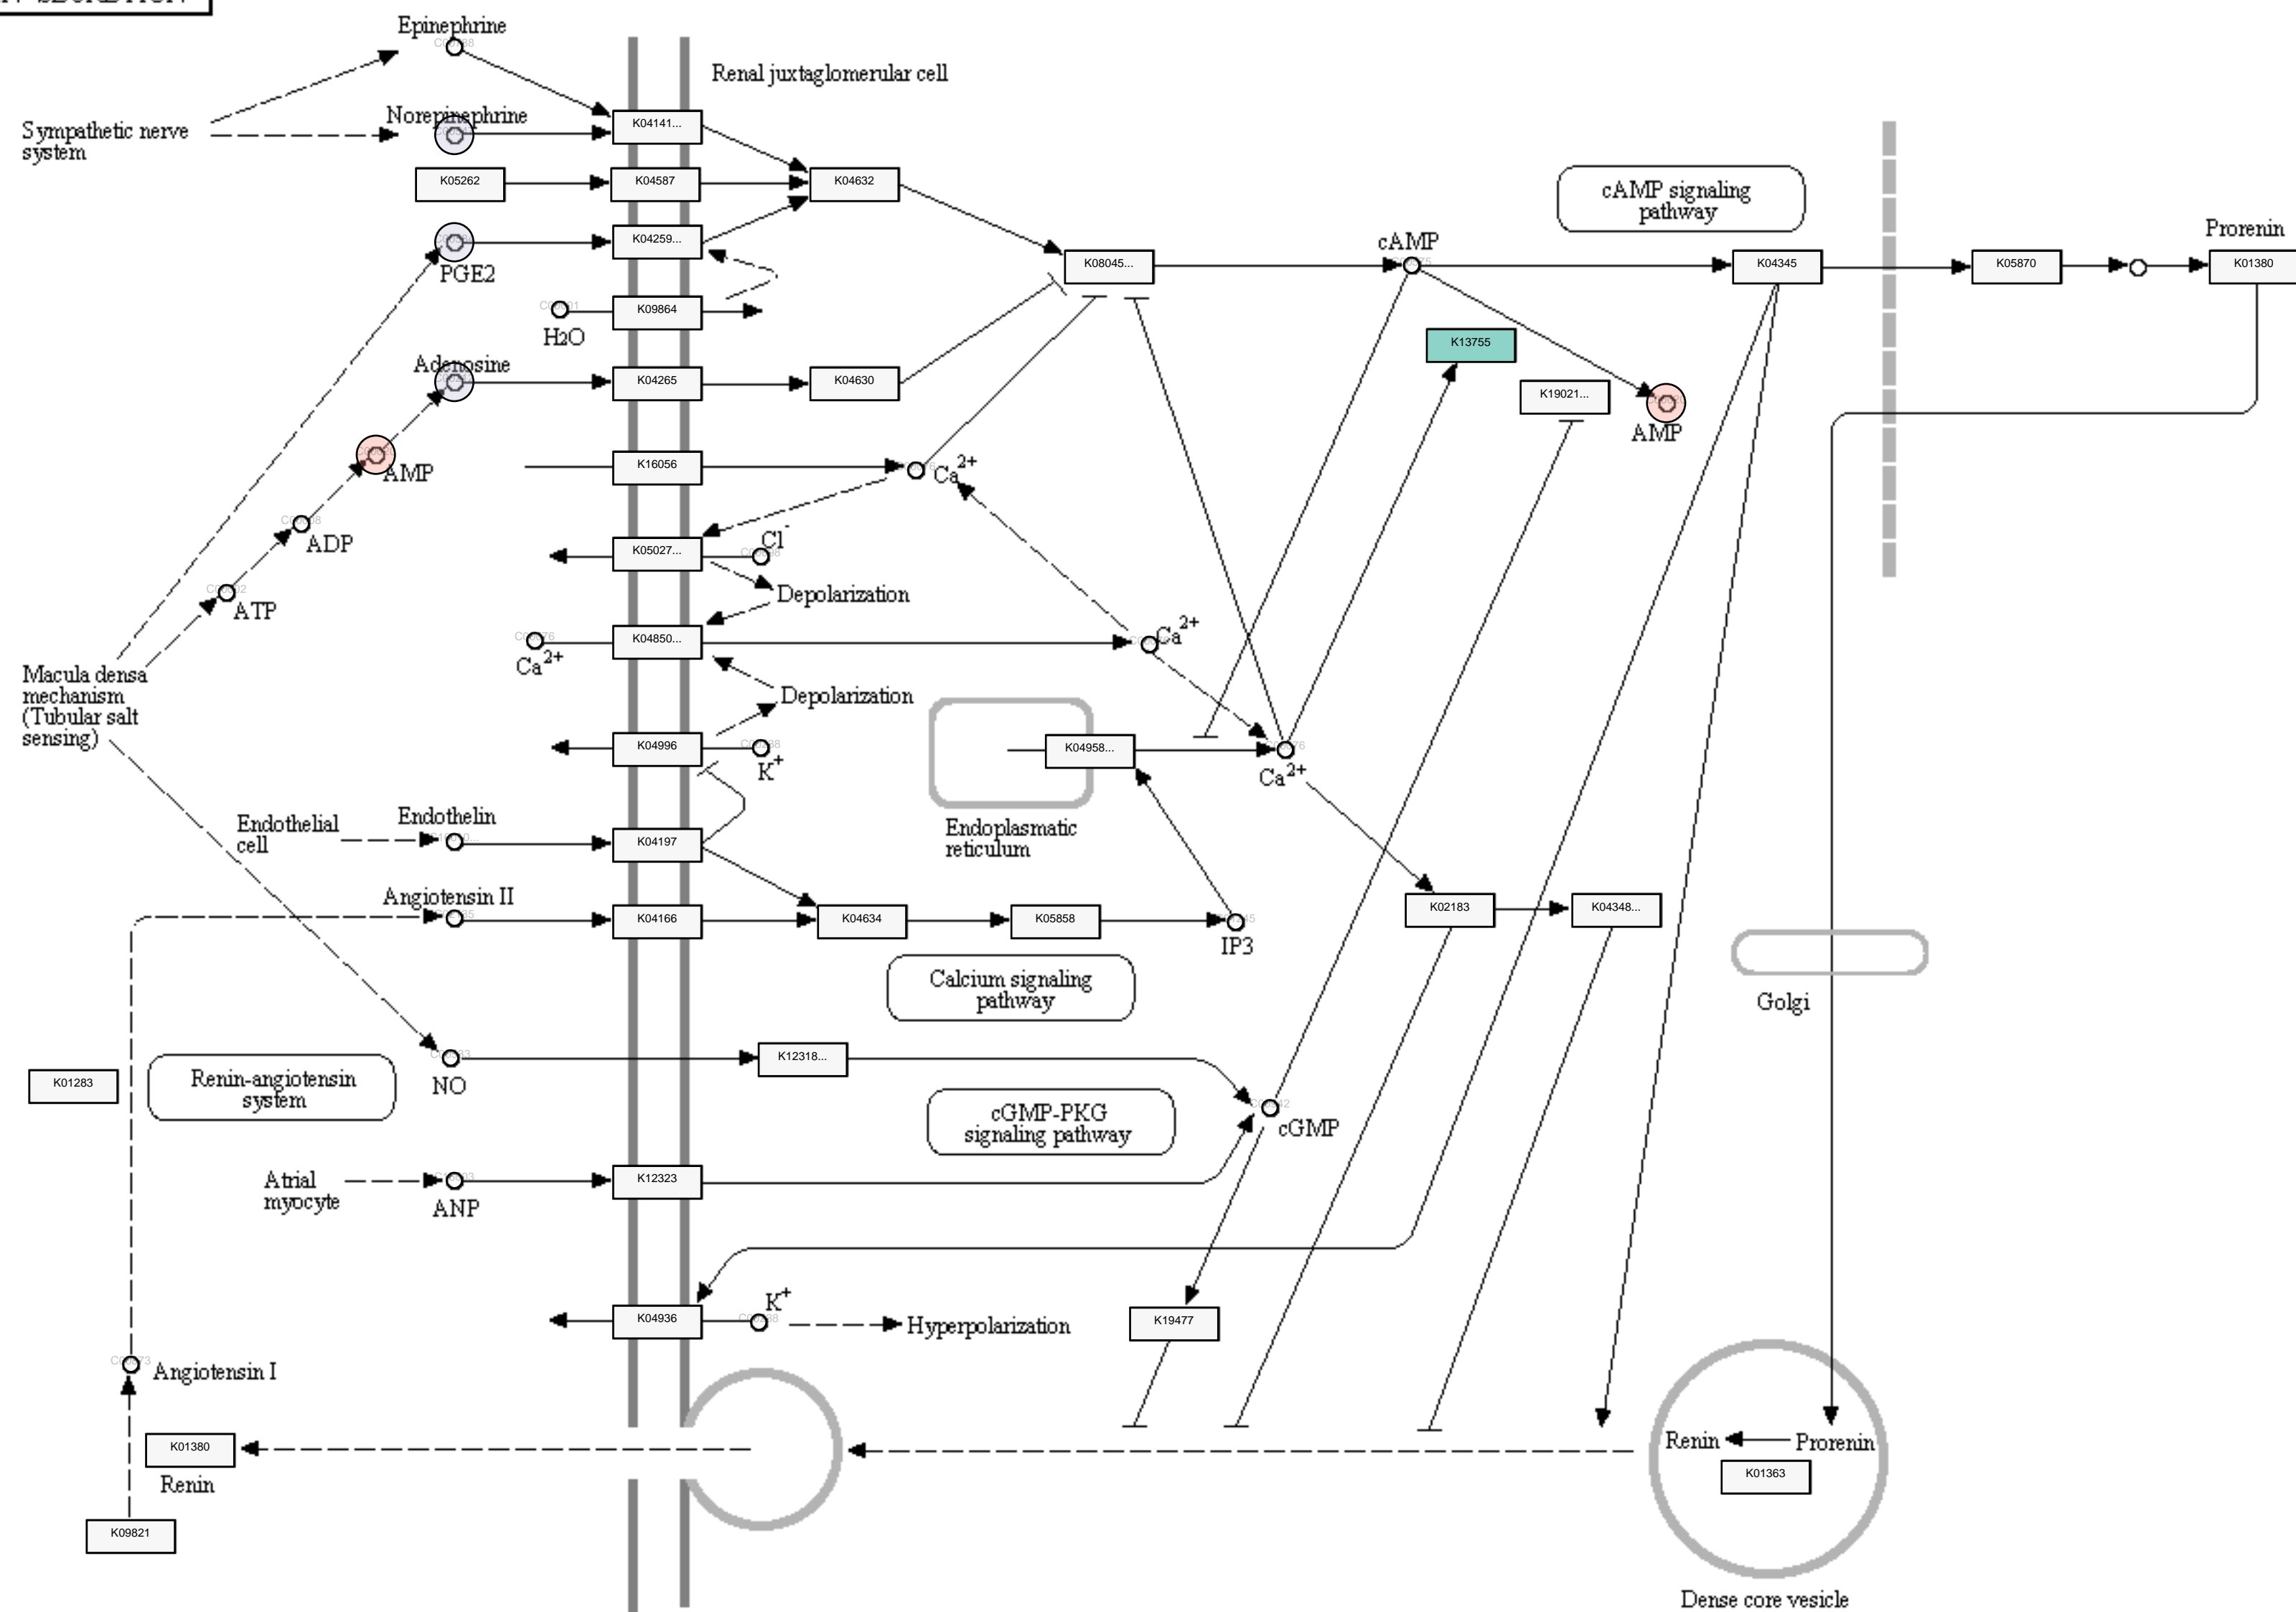 Epinephrine
Renal juxtaglomerular cell
Norepinephrine
Sympathetic nerve
system
K04141...
K05262
K04587
K04632
cAMP signaling
pathway
K04259...
PGE2
cAMP
Prorenin
K08045...
K04345
K05870
K01380
K09864
H2O
K13755
Adenosine
K04265
K04630
K19021...
AMP
AMP
K16056
Ca2+
ADP
K05027...
Cl-
Depolarization
ATP
K04850...
Ca2+
Ca2+
Macula densa
mechanism
(Tubular salt
sensing)
Depolarization
K04996
K+
K04958...
Ca2+
Endothelial
cell
Endothelin
K04197
Endoplasmatic
reticulum
Angiotensin II
K04166
K04634
K05858
IP3
K02183
K04348...
Calcium signaling
pathway
Golgi
K01283
Renin-angiotensin
system
NO
K12318...
cGMP-PKG
signaling pathway
cGMP
Atrial
myocyte
ANP
K12323
K04936
K+
Hyperpolarization
K19477
Angiotensin I
K01380
Renin
Renin
Prorenin
K01363
K09821
Dense core vesicle